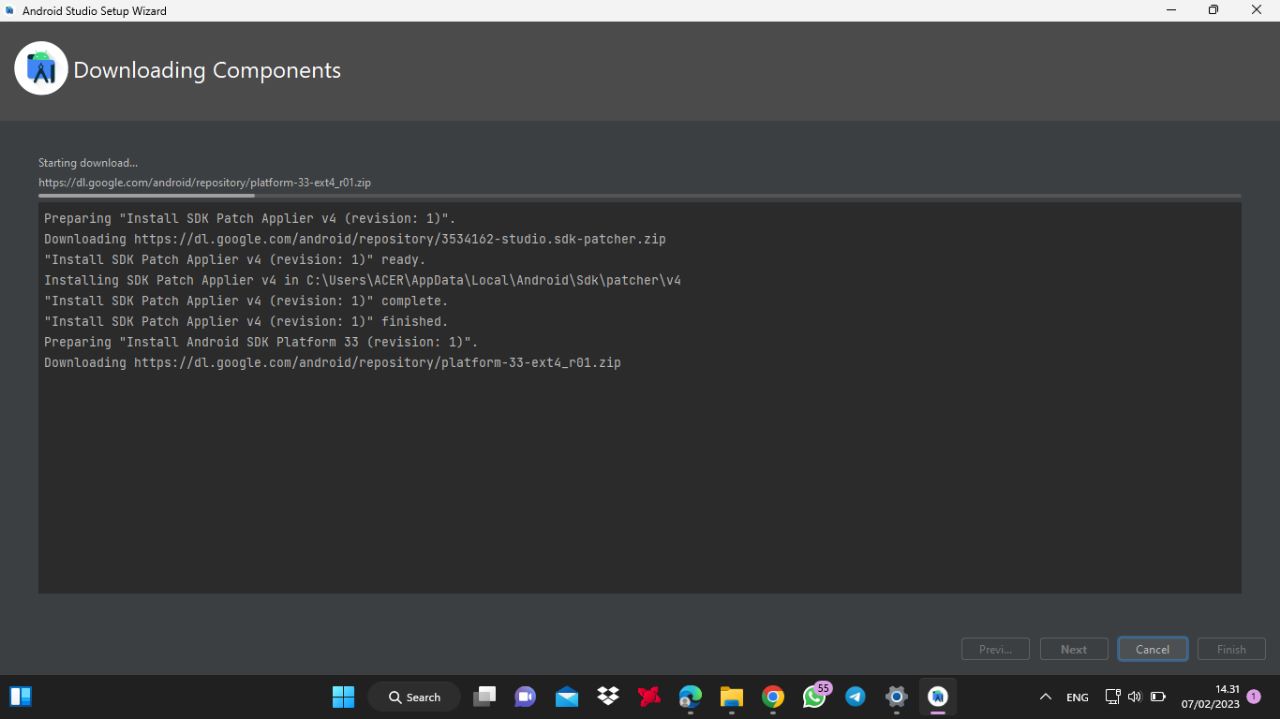 Android Studio Setup Wizard
Downloading Components
Starting download...
https://dl.google.com/android/repository/platform-33-ext4_r01.zip
Preparing "Install SDK Patch Applier v4 (revision: 1)".
Downloading https://dl.google.com/android/repository/3534162-studio.sdk-patcher.zip
"Install SDK Patch Applier v4 (revision: 1)" ready.
Installing SDK Patch Applier v4 in C:\Users\ACER\AppData\Local\Android\Sdk\patcher\v4
"Install SDK Patch Applier v4 (revision: 1)" complete.
"Install SDK Patch Applier v4 (revision: 1)" finished.
Preparing "Install Android SDK Platform 33 (revision: 1)".
Downloading https://dl.google.com/android/repository/platform-33-ext4_r01.zip
Previ... Next Cancel Finish
Search 55 ENG 14.31 1
07/02/2023